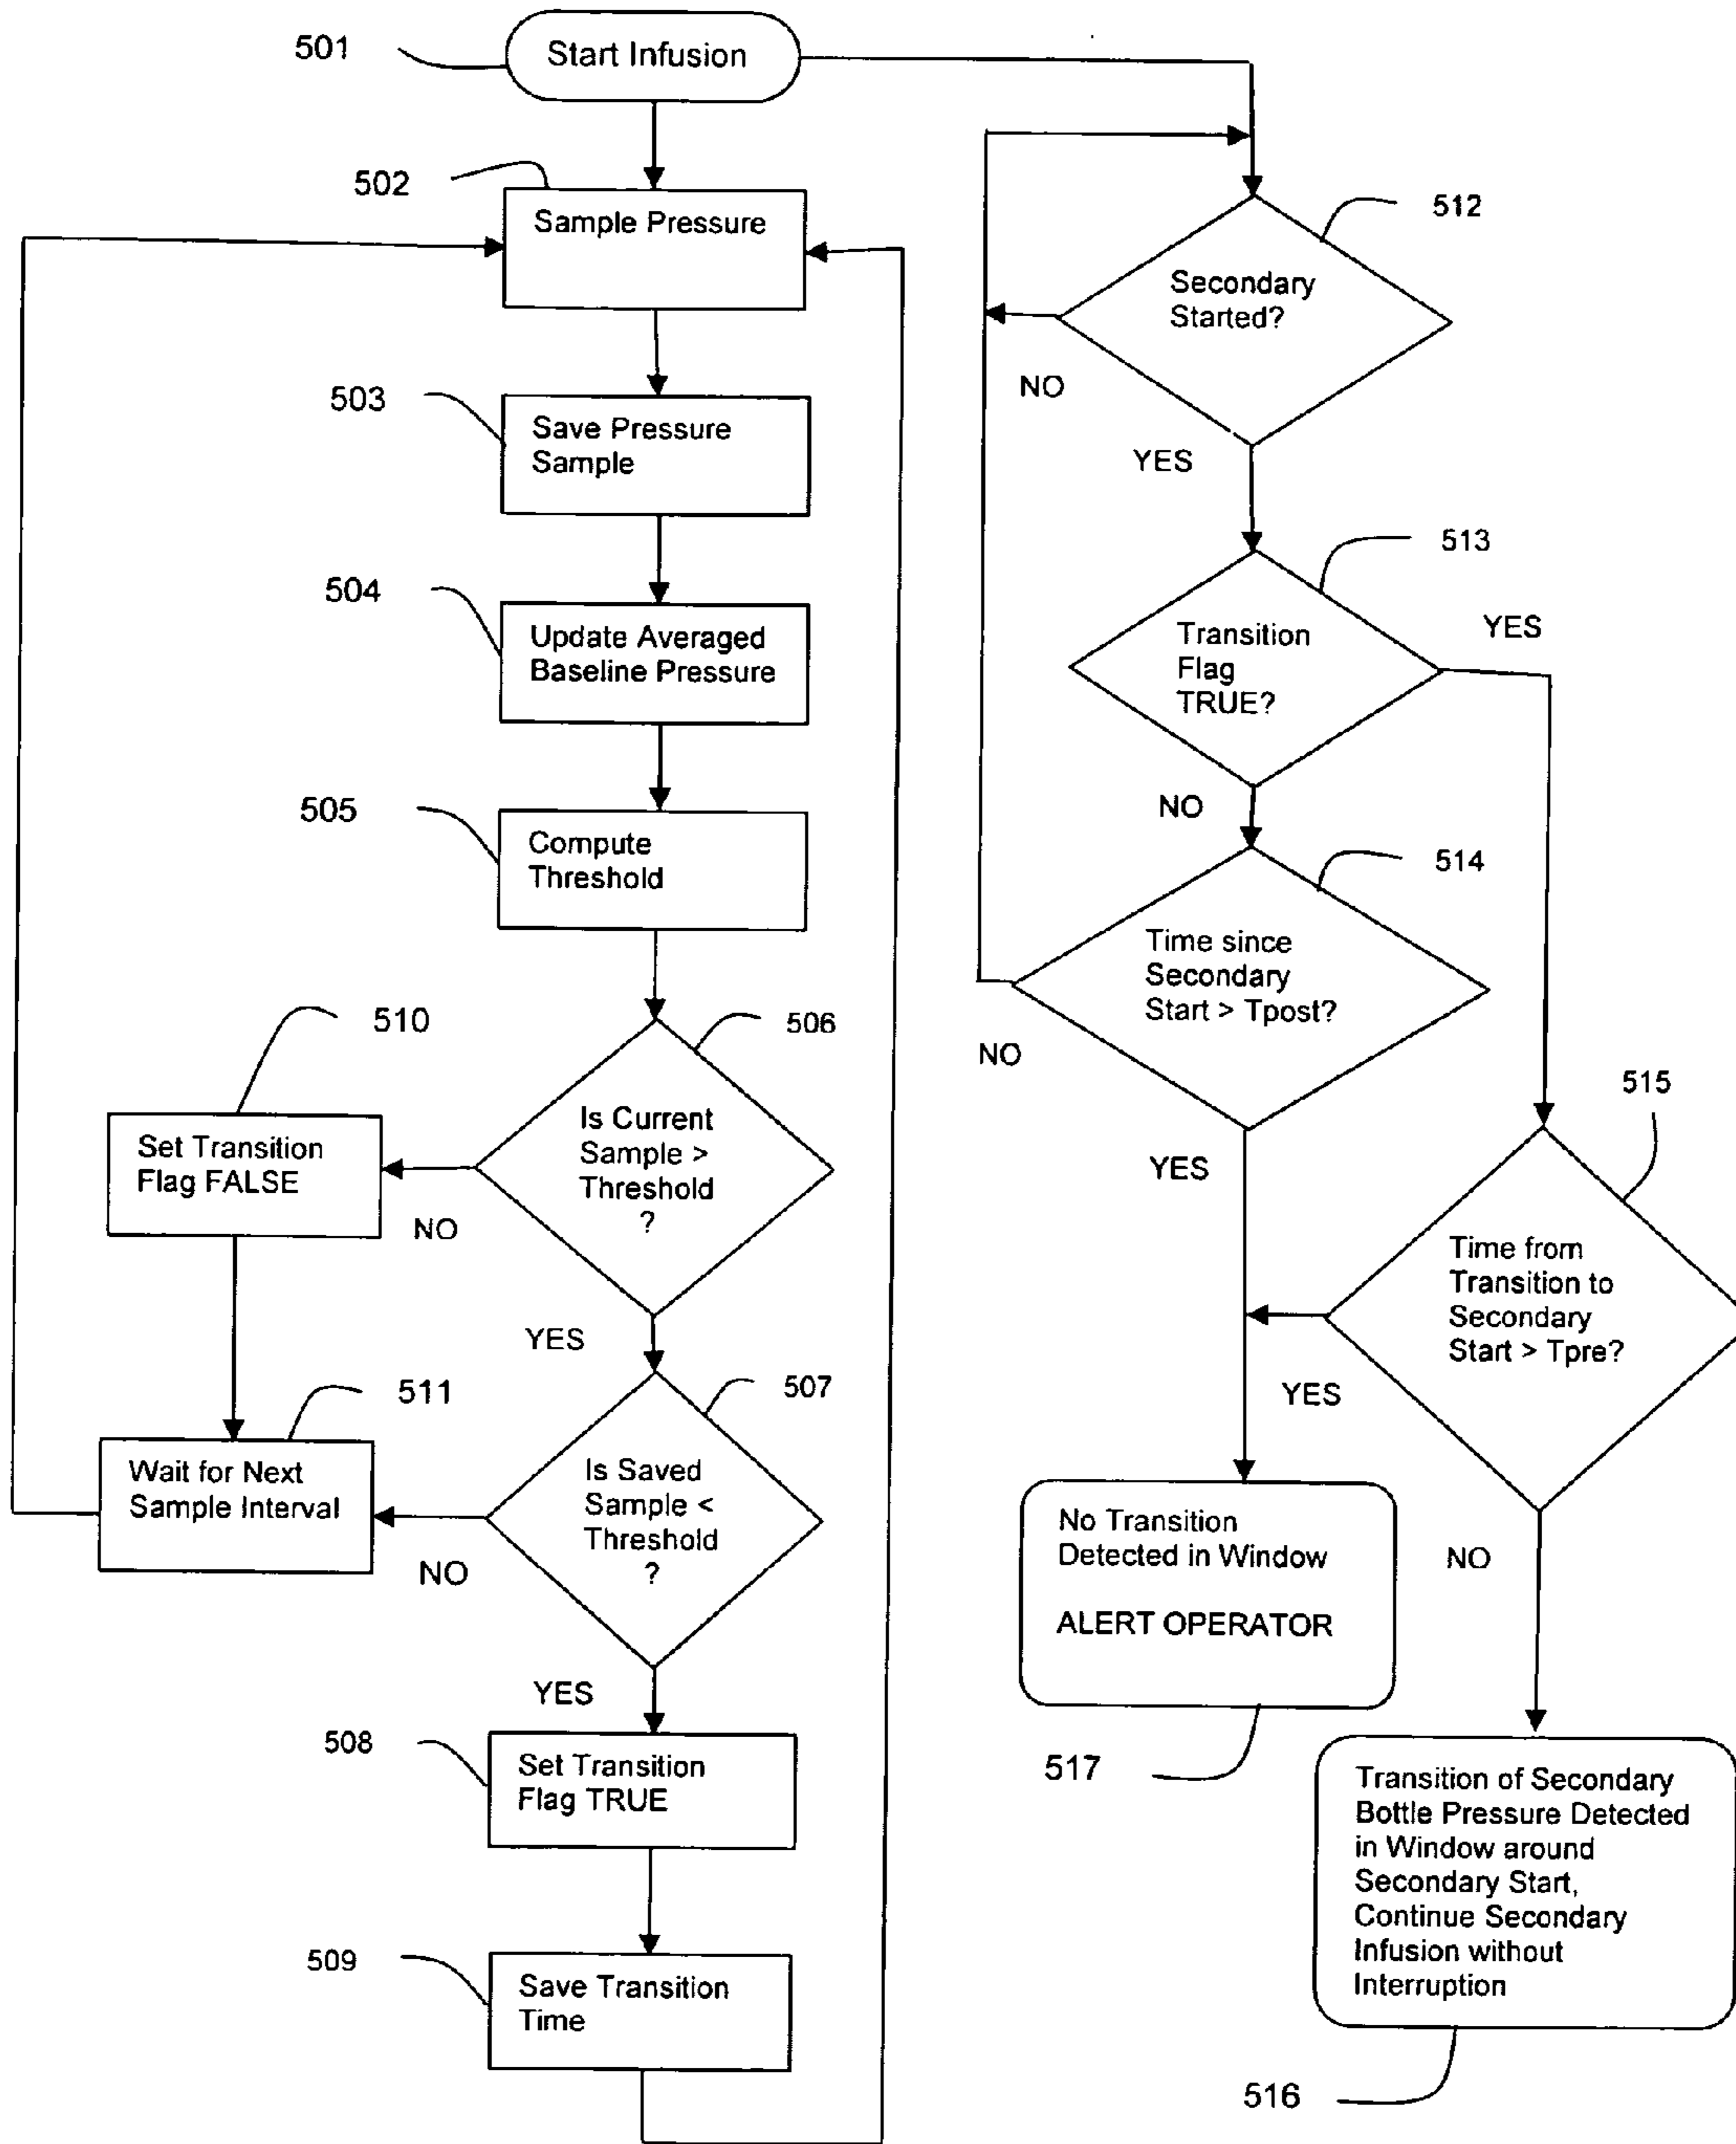 501
Start Infusion
502
Sample Pressure
503
Save Pressure
Sample
504
Update Averaged
Baseline Pressure
505
Compute
Threshold
506
Is Current
Sample >
Threshold
?
NO
YES
510
Set Transition
Flag FALSE
511
Wait for Next
Sample Interval
507
Is Saved
Sample <
Threshold
?
NO
YES
508
Set Transition
Flag TRUE
509
Save Transition
Time
512
Secondary
Started?
NO
YES
513
Transition
Flag
TRUE?
YES
NO
514
Time since
Secondary
Start > Tpost?
NO
YES
515
Time from
Transition to
Secondary
Start > Tpre?
YES
NO
No Transition
Detected in Window
ALERT OPERATOR
517
Transition of Secondary
Bottle Pressure Detected
in Window around
Secondary Start,
Continue Secondary
Infusion without
Interruption
516